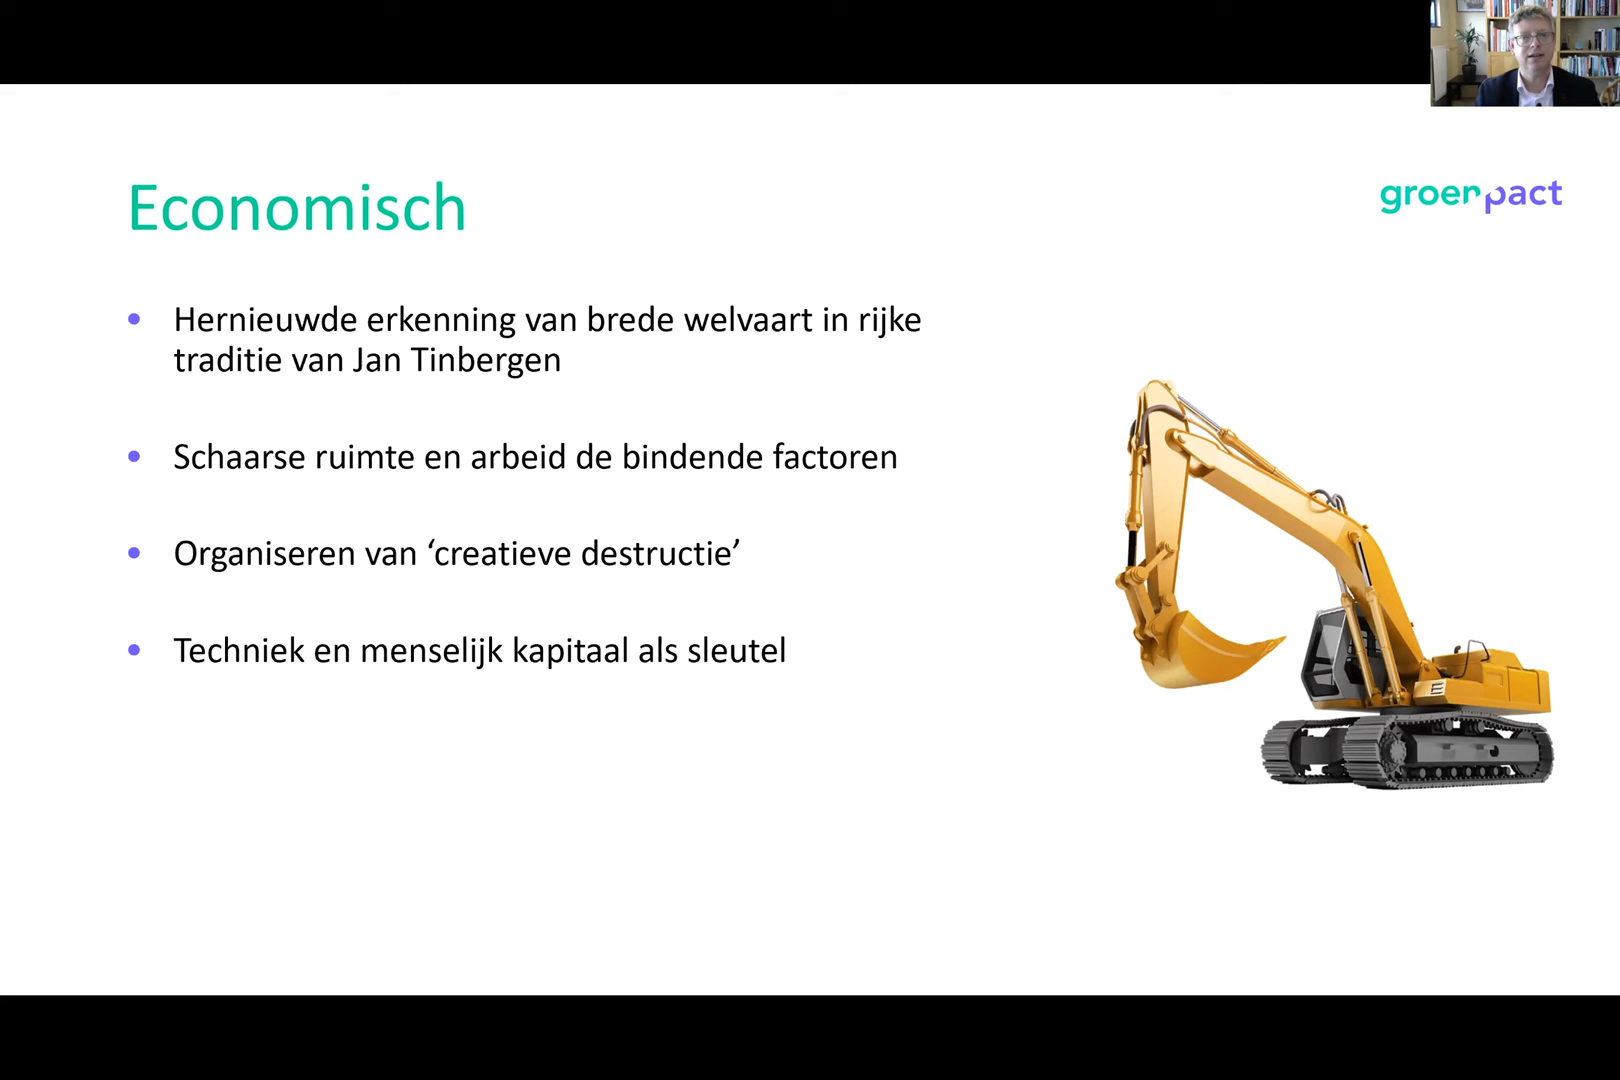 Economisch
groenpact
• Hernieuwde erkenning van brede welvaart in rijke
traditie van Jan Tinbergen
• Schaarse ruimte en arbeid de bindende factoren
• Organiseren van ‘creatieve destructie’
• Techniek en menselijk kapitaal als sleutel